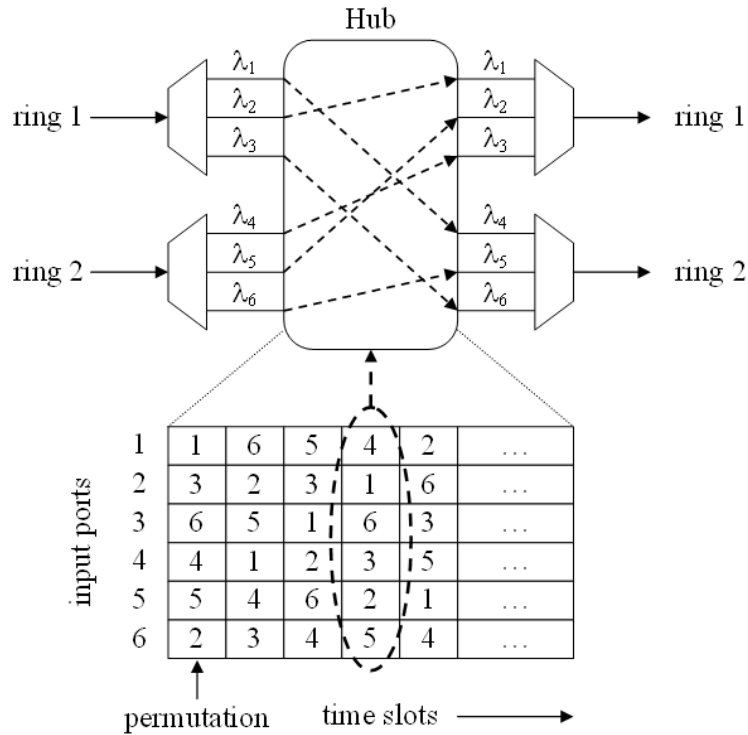 Hub
λ1 λ1
λ2 λ2
ring 1 ring 1
λ3 λ3
λ4 λ4
λ5 λ5
ring 2 ring 2
λ6 λ6
1 1 6 5 4 2 ...
2 3 2 3 1 6 ...
3 6 5 1 6 3 ...
4 4 1 2 3 5 ...
5 5 4 6 2 1 ...
6 2 3 4 5 4 ...
input ports
permutation time slots